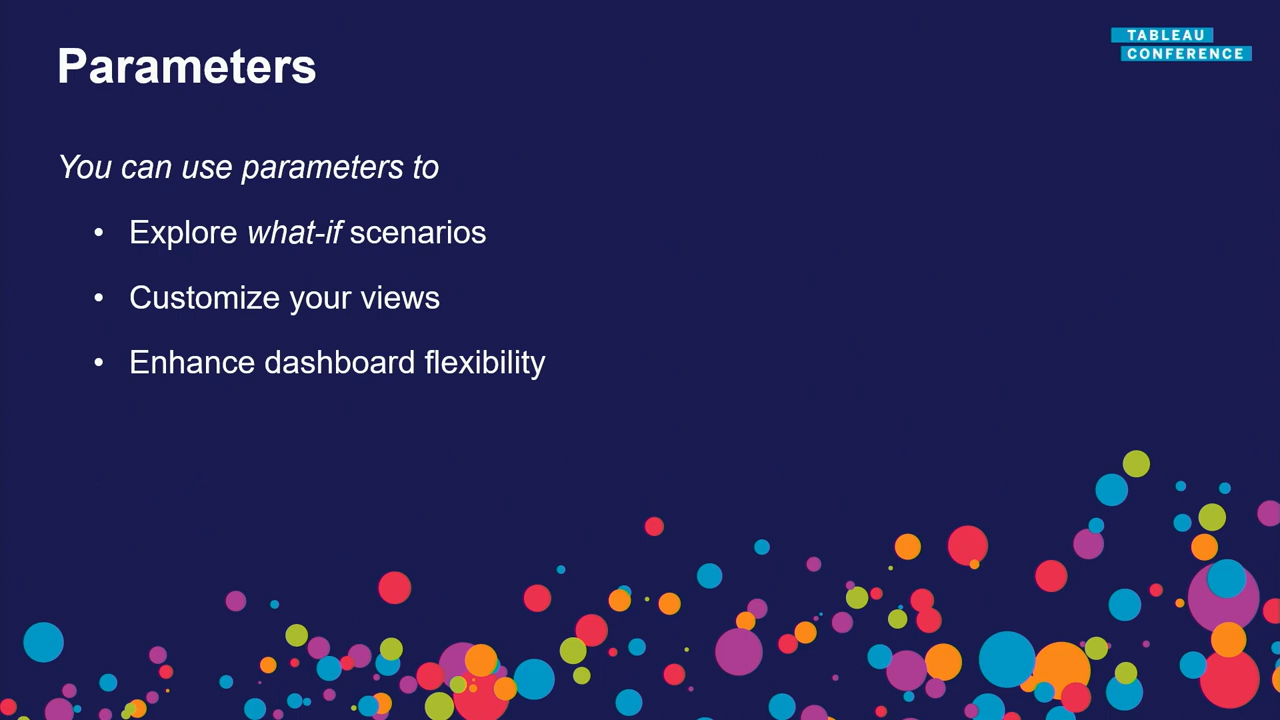 Parameters
TABLEAU
CONFERENCE
You can use parameters to
• Explore what-if scenarios
• Customize your views
• Enhance dashboard flexibility